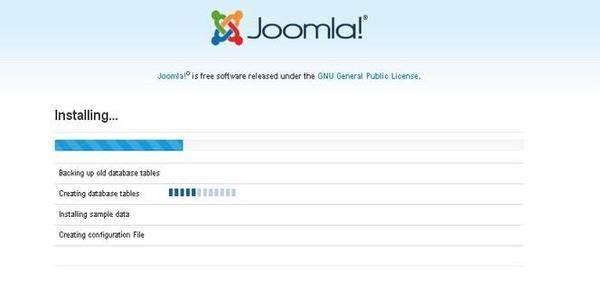 Joomla!®
Joomla!® is free software released under the GNU General Public License.
Installing...
Backing up old database tables
Creating database tables
Installing sample data
Creating configuration File